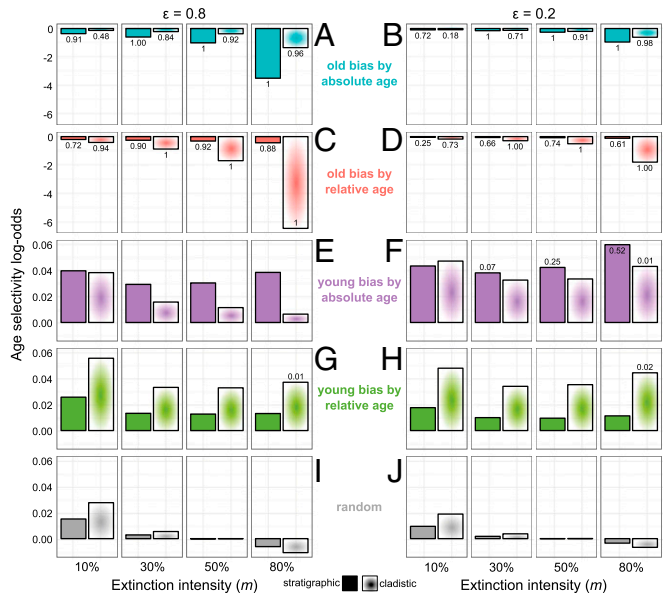 ε = 0.8
ε = 0.2
A
B
0
-2
-4
-6
0.91
0.48
1.00
0.84
1
0.92
1
0.96
old bias by
absolute age
0.72
0.18
1
0.71
1
0.91
1
0.98
C
D
0
-2
-4
-6
0.72
0.94
0.90
1
0.92
1
0.88
1
old bias by
relative age
0.25
0.73
0.66
1.00
0.74
1
0.61
1.00
Age selectivity log-odds
E
F
0.06
0.04
0.02
0.00
young bias by
absolute age
0.07
0.25
0.52
0.01
G
H
0.06
0.04
0.02
0.00
0.01
young bias by
relative age
0.02
I
J
0.06
0.04
0.02
0.00
random
10%
30%
50%
80%
10%
30%
50%
80%
Extinction intensity (m)
stratigraphic
cladistic
Extinction intensity (m)